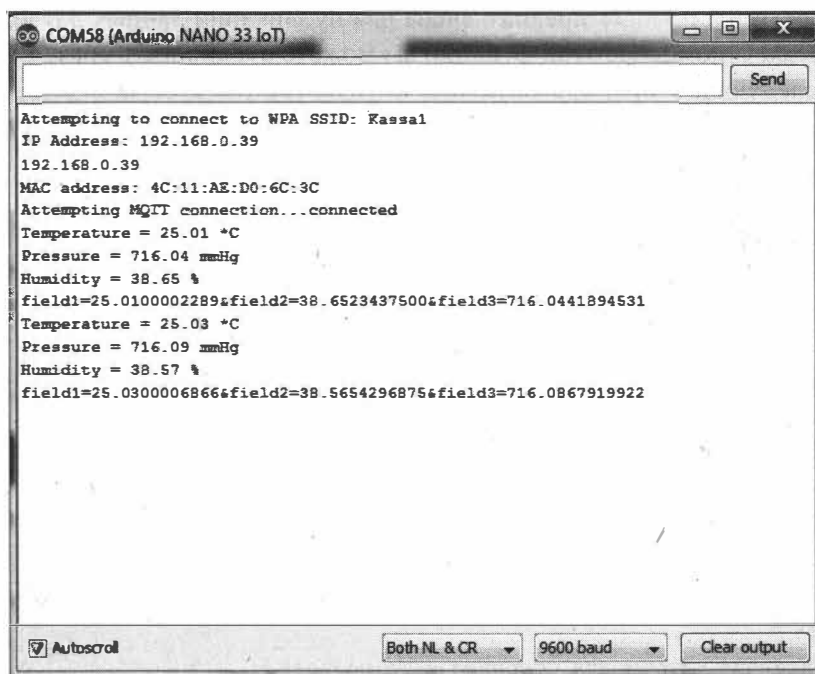 COM58 (Arduino NANO 33 IoT)
Send
Attempting to connect to WPA SSID: Kassa1
IP Address: 192.168.0.39
192.168.0.39
MAC address: 4C:11:AE:D0:6C:3C
Attempting MQTT connection...connected
Temperature = 25.01 *C
Pressure = 716.04 mmHg
Humidity = 38.65 %
field1=25.0100002289&field2=38.6523437500&field3=716.0441894531
Temperature = 25.03 *C
Pressure = 716.09 mmHg
Humidity = 38.57 %
field1=25.0300006866&field2=38.5654296875&field3=716.0867919922
Autoscroll
Both NL & CR
9600 baud
Clear output